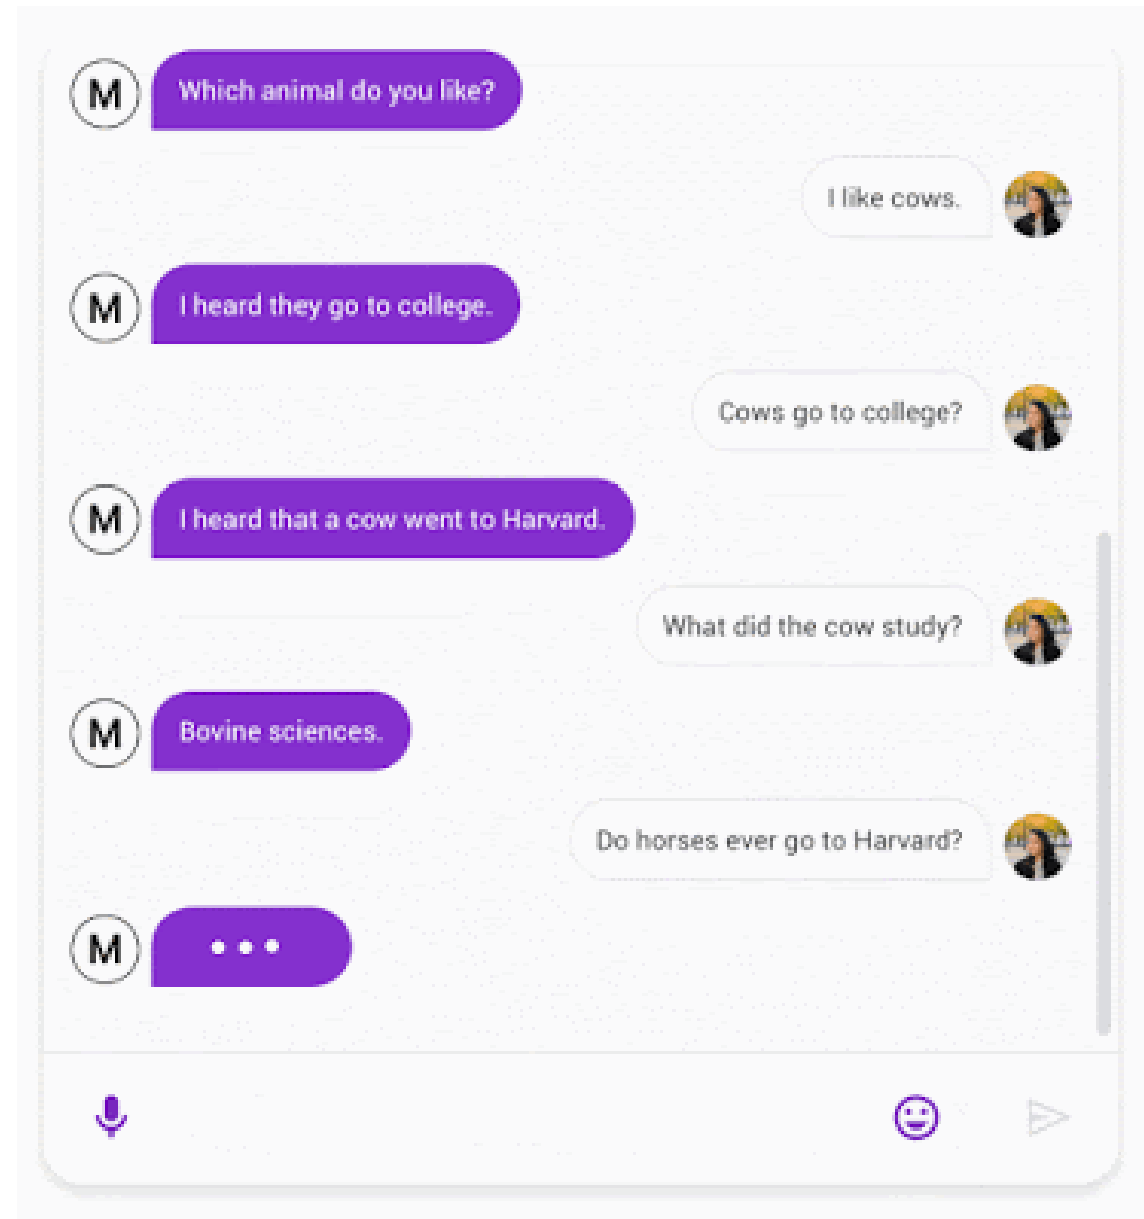 M Which animal do you like?
I like cows.
M I heard they go to college.
Cows go to college?
M I heard that a cow went to Harvard.
What did the cow study?
M Bovine sciences.
Do horses ever go to Harvard?
M •••